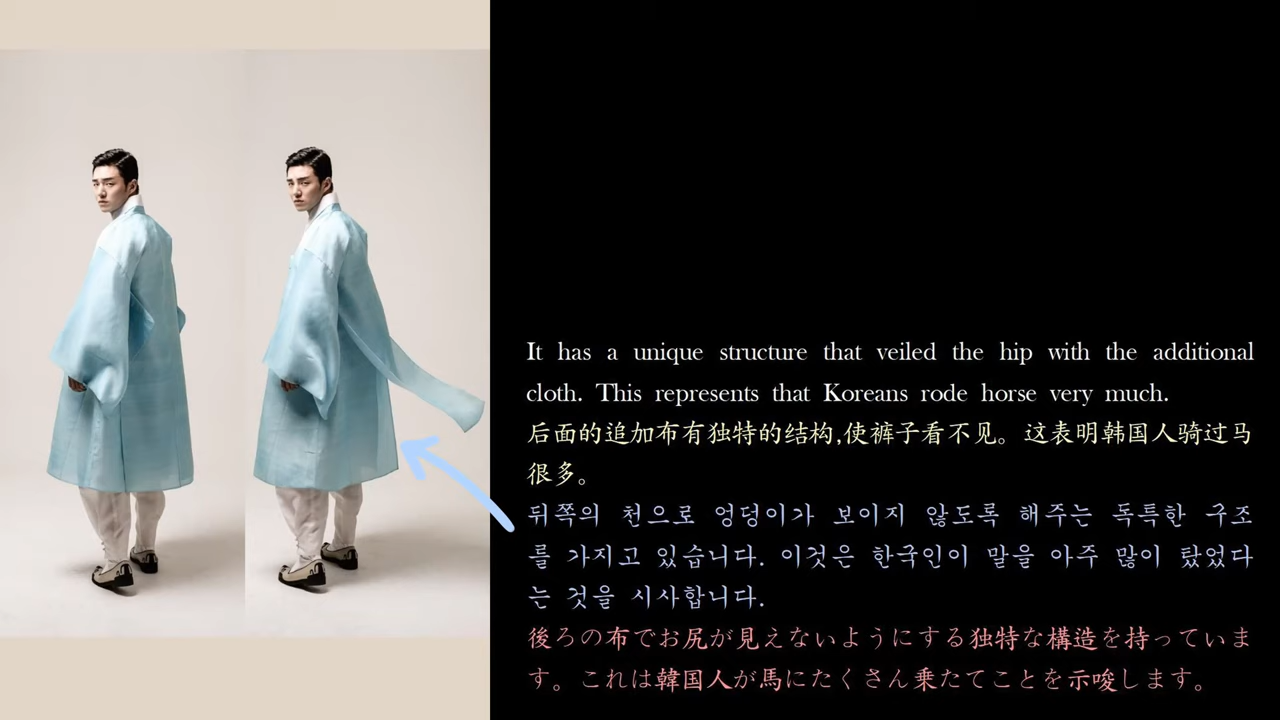 It has a unique structure that veiled the hip with the additional
cloth. This represents that Koreans rode horse very much.
后面的追加布有独特的结构,使裤子看不见。这表明韩国人骑过马
很多。
뒤쪽의 천으로 엉덩이가 보이지 않도록 해주는 독특한 구조
를 가지고 있습니다. 이것은 한국인이 말을 아주 많이 탔었다
는 것을 시사합니다.
後ろの布でお尻が見えないようにする独特な構造を持っていま
す。これは韓国人が馬にたくさん乗たてことを示唆します。